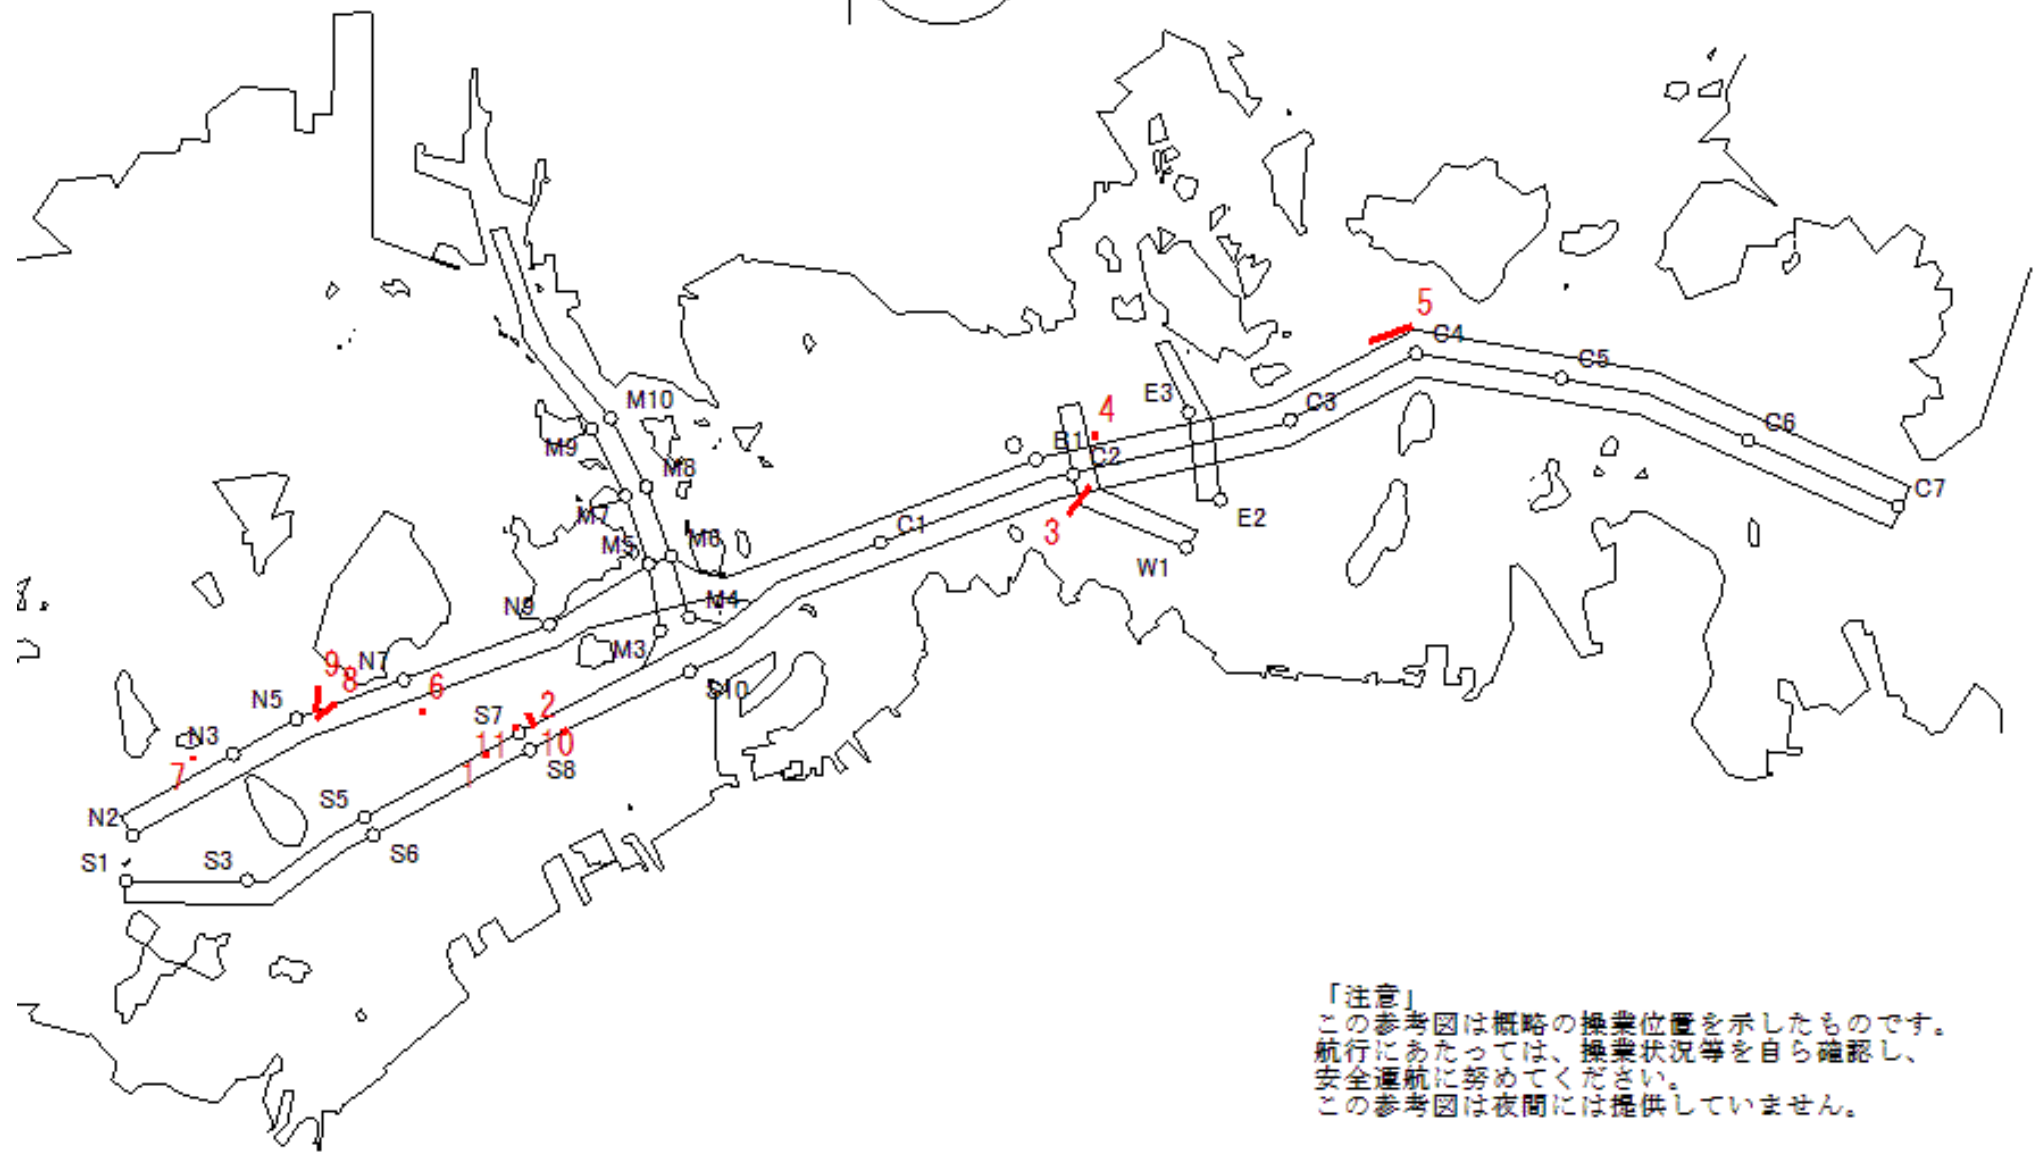 5
C4
C5
M10
E3
C3
4
C6
M9
B1
M8
C2
C7
M7
E2
C1
3
M5
M6
W1
N9
M4
M3
N7
9
8
6
S10
N5
2
S7
N3
11
10
7
1
S8
S5
N2
S6
S1
S3
「注意」
この参考図は概略の操業位置を示したものです。
航行にあたっては、操業状況等を自ら確認し、
安全運航に努めてください。
この参考図は夜間には提供していません。